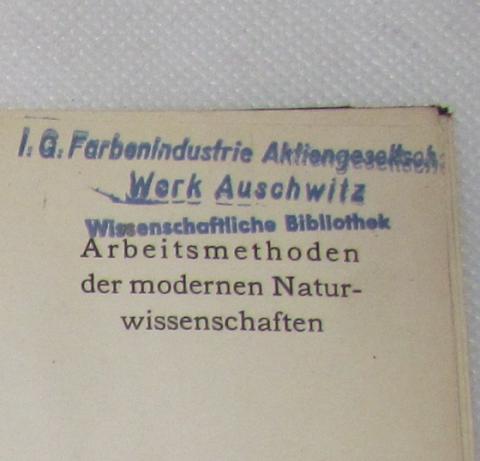 I. G. Farbenindustrie Aktiengesellsch.
Werk Auschwitz
Wissenschaftliche Bibliothek
Arbeitsmethoden
der modernen Natur-
wissenschaften